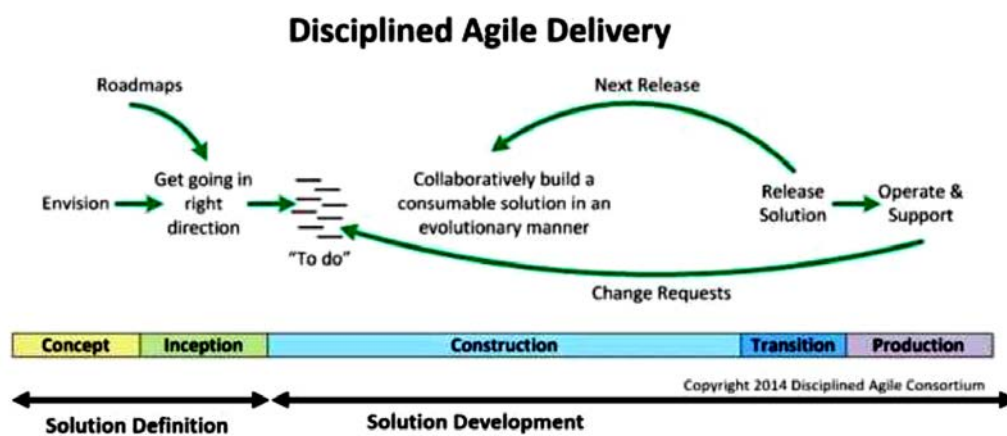 Disciplined Agile Delivery
Roadmaps
Next Release
Envision
Get going in
right
direction
"To do"
Collaboratively build a
consumable solution in an
evolutionary manner
Release
Solution
Operate &
Support
Change Requests
Concept
Inception
Construction
Transition
Production
Copyright 2014 Disciplined Agile Consortium
Solution Definition
Solution Development